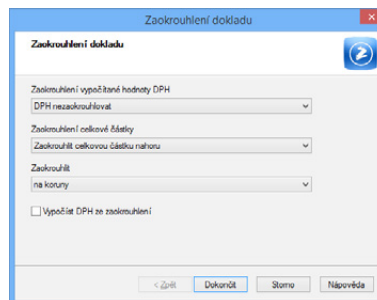 Zaokrouhlení dokladu
Zaokrouhlení dokladu
Zaokrouhlení vypočítané hodnoty DPH
DPH nezaokrouhlovat
Zaokrouhlení celkové částky
Zaokrouhlit celkovou částku nahoru
Zaokrouhlit
na koruny
Vypočíst DPH ze zaokrouhlení
< Zpět Dokončit Storno Nápověda